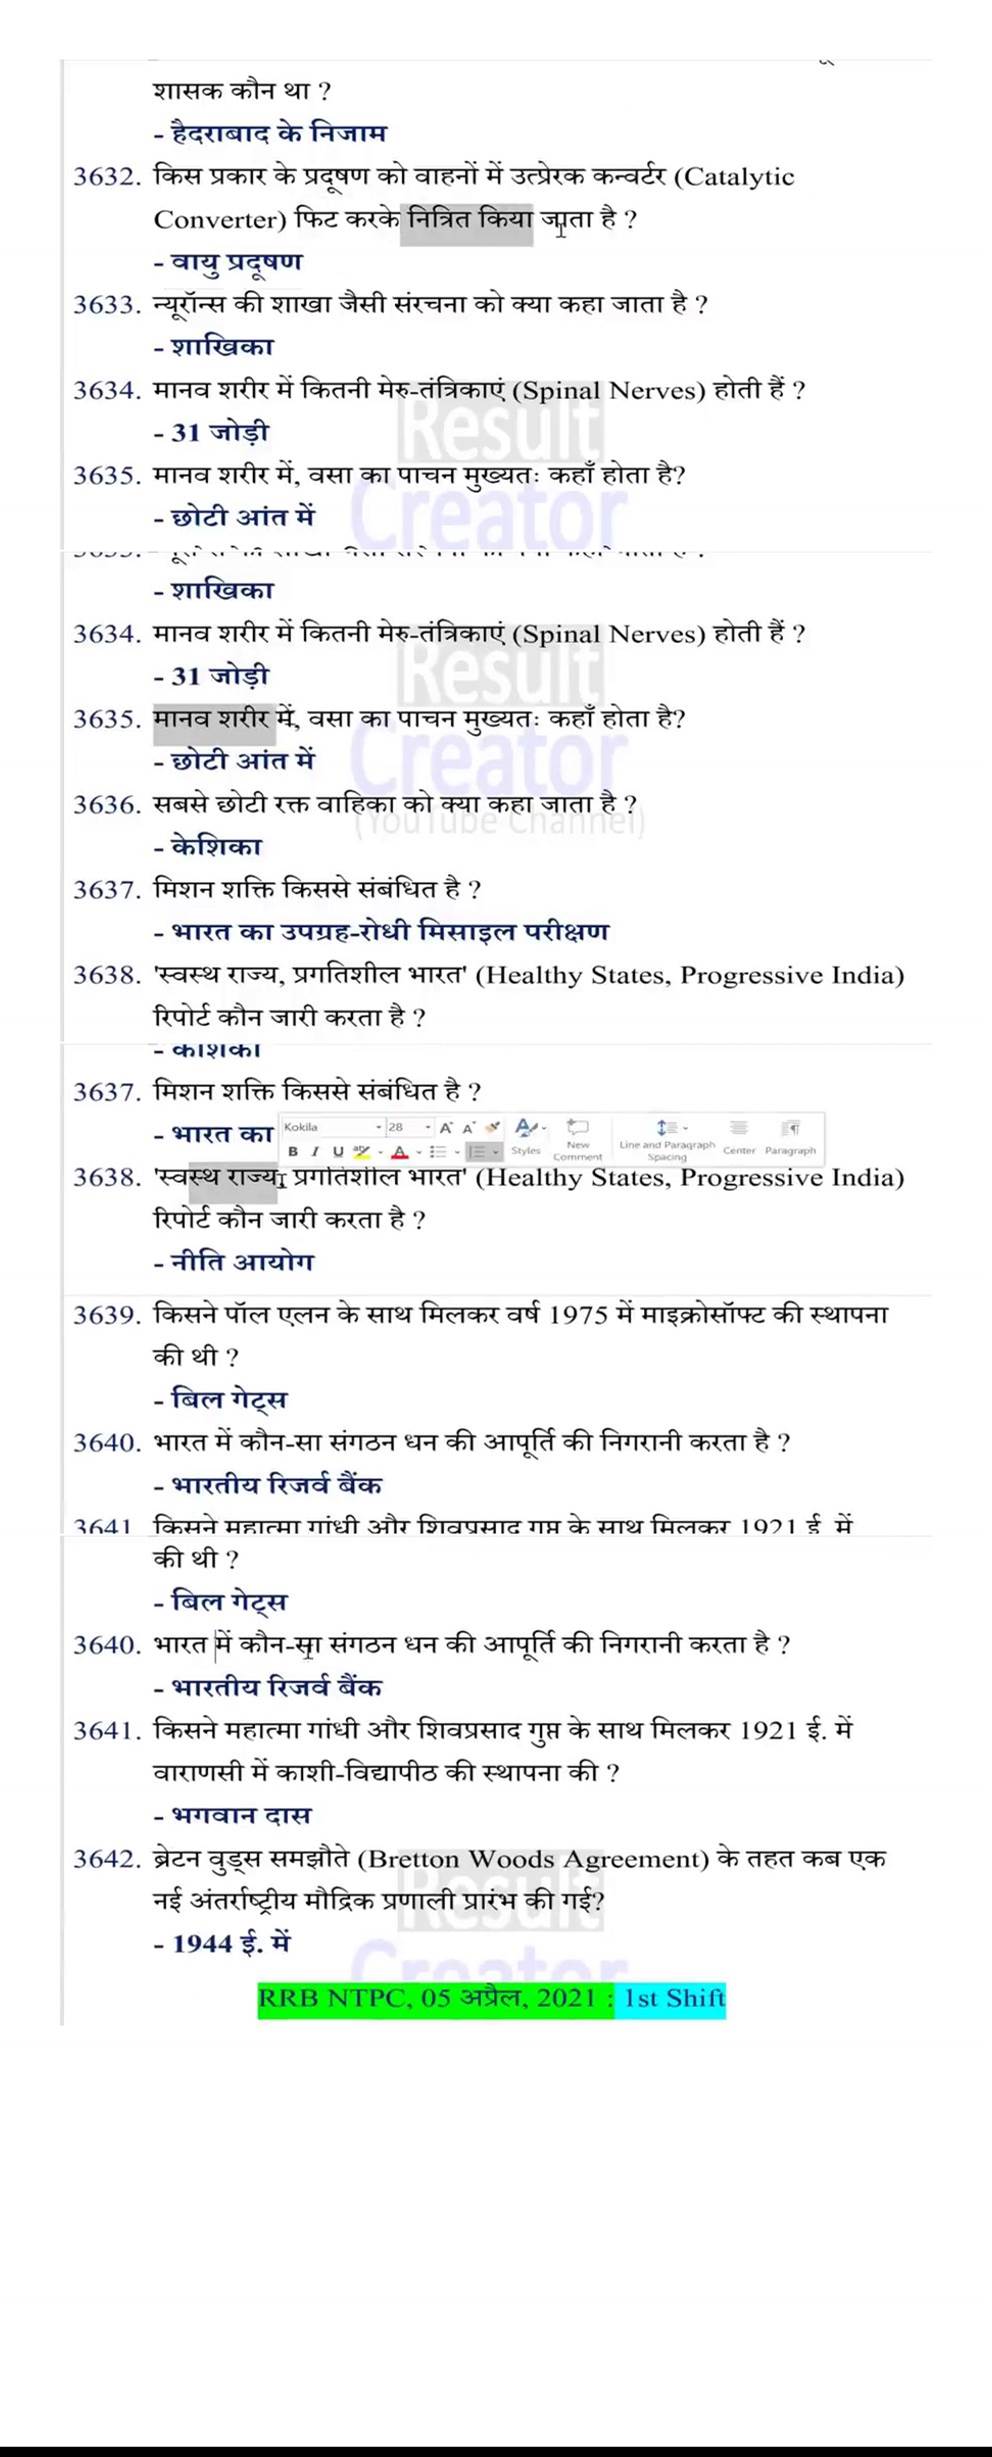 शासक कौन था ?
- हैदराबाद के निजाम
3632. किस प्रकार के प्रदूषण को वाहनों में उत्प्रेरक कन्वर्टर (Catalytic
Converter) फिट करके नित्रित किया जाता है ?
- वायु प्रदूषण
3633. न्यूरॉन्स की शाखा जैसी संरचना को क्या कहा जाता है ?
- शाखिका
3634. मानव शरीर में कितनी मेरु-तंत्रिकाएं (Spinal Nerves) होती हैं ?
Result
- 31 जोड़ी
3635. मानव शरीर में, वसा का पाचन मुख्यतः कहाँ होता है?
Creator
- छोटी आंत में
- शाखिका
3634. मानव शरीर में कितनी मेरु-तंत्रिकाएं (Spinal Nerves) होती हैं ?
Result
- 31 जोड़ी
3635. मानव शरीर में, वसा का पाचन मुख्यतः कहाँ होता है?
Creator
- छोटी आंत में
3636. सबसे छोटी रक्त वाहिका को क्या कहा जाता है ?
(YouTube Channel)
- केशिका
3637. मिशन शक्ति किससे संबंधित है ?
- भारत का उपग्रह-रोधी मिसाइल परीक्षण
3638. 'स्वस्थ राज्य, प्रगतिशील भारत' (Healthy States, Progressive India)
रिपोर्ट कौन जारी करता है ?
- केशिका
3637. मिशन शक्ति किससे संबंधित है ?
- भारत का
Kokila 28 A A
B I U ab A Styles New Comment Line and Paragraph Spacing Center Paragraph
3638. 'स्वस्थ राज्य, प्रगतिशील भारत' (Healthy States, Progressive India)
रिपोर्ट कौन जारी करता है ?
- नीति आयोग
3639. किसने पॉल एलन के साथ मिलकर वर्ष 1975 में माइक्रोसॉफ्ट की स्थापना
की थी ?
- बिल गेट्स
3640. भारत में कौन-सा संगठन धन की आपूर्ति की निगरानी करता है ?
- भारतीय रिजर्व बैंक
3641 किसने महात्मा गांधी और शिवप्रसाद गुप्त के साथ मिलकर 1921 ई में
की थी ?
- बिल गेट्स
3640. भारत में कौन-सा संगठन धन की आपूर्ति की निगरानी करता है ?
- भारतीय रिजर्व बैंक
3641. किसने महात्मा गांधी और शिवप्रसाद गुप्त के साथ मिलकर 1921 ई. में
वाराणसी में काशी-विद्यापीठ की स्थापना की ?
- भगवान दास
3642. ब्रेटन वुड्स समझौते (Bretton Woods Agreement) के तहत कब एक
नई अंतर्राष्ट्रीय मौद्रिक प्रणाली प्रारंभ की गई?
Result
- 1944 ई. में
Creator
RRB NTPC, 05 अप्रैल, 2021 : 1st Shift